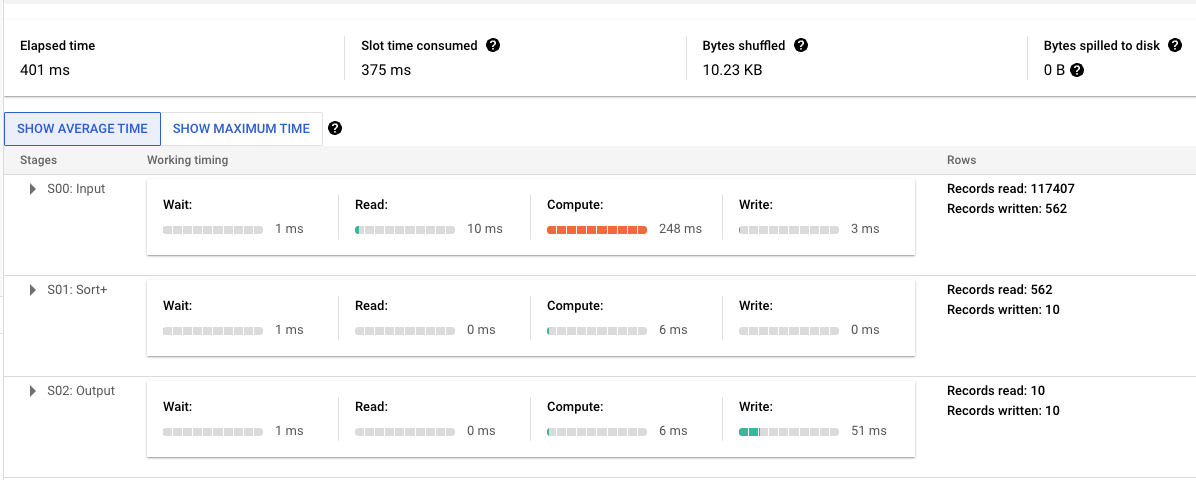 Elapsed time Slot time consumed ? Bytes shuffled ? Bytes spilled to disk ?
401 ms 375 ms 10.23 KB 0 B ?
SHOW AVERAGE TIME SHOW MAXIMUM TIME ?
Stages Working timing Rows
S00: Input Wait: Read: Compute: Write: Records read: 117407
1 ms 10 ms 248 ms 3 ms Records written: 562
S01: Sort+ Wait: Read: Compute: Write: Records read: 562
1 ms 0 ms 6 ms 0 ms Records written: 10
S02: Output Wait: Read: Compute: Write: Records read: 10
1 ms 0 ms 6 ms 51 ms Records written: 10